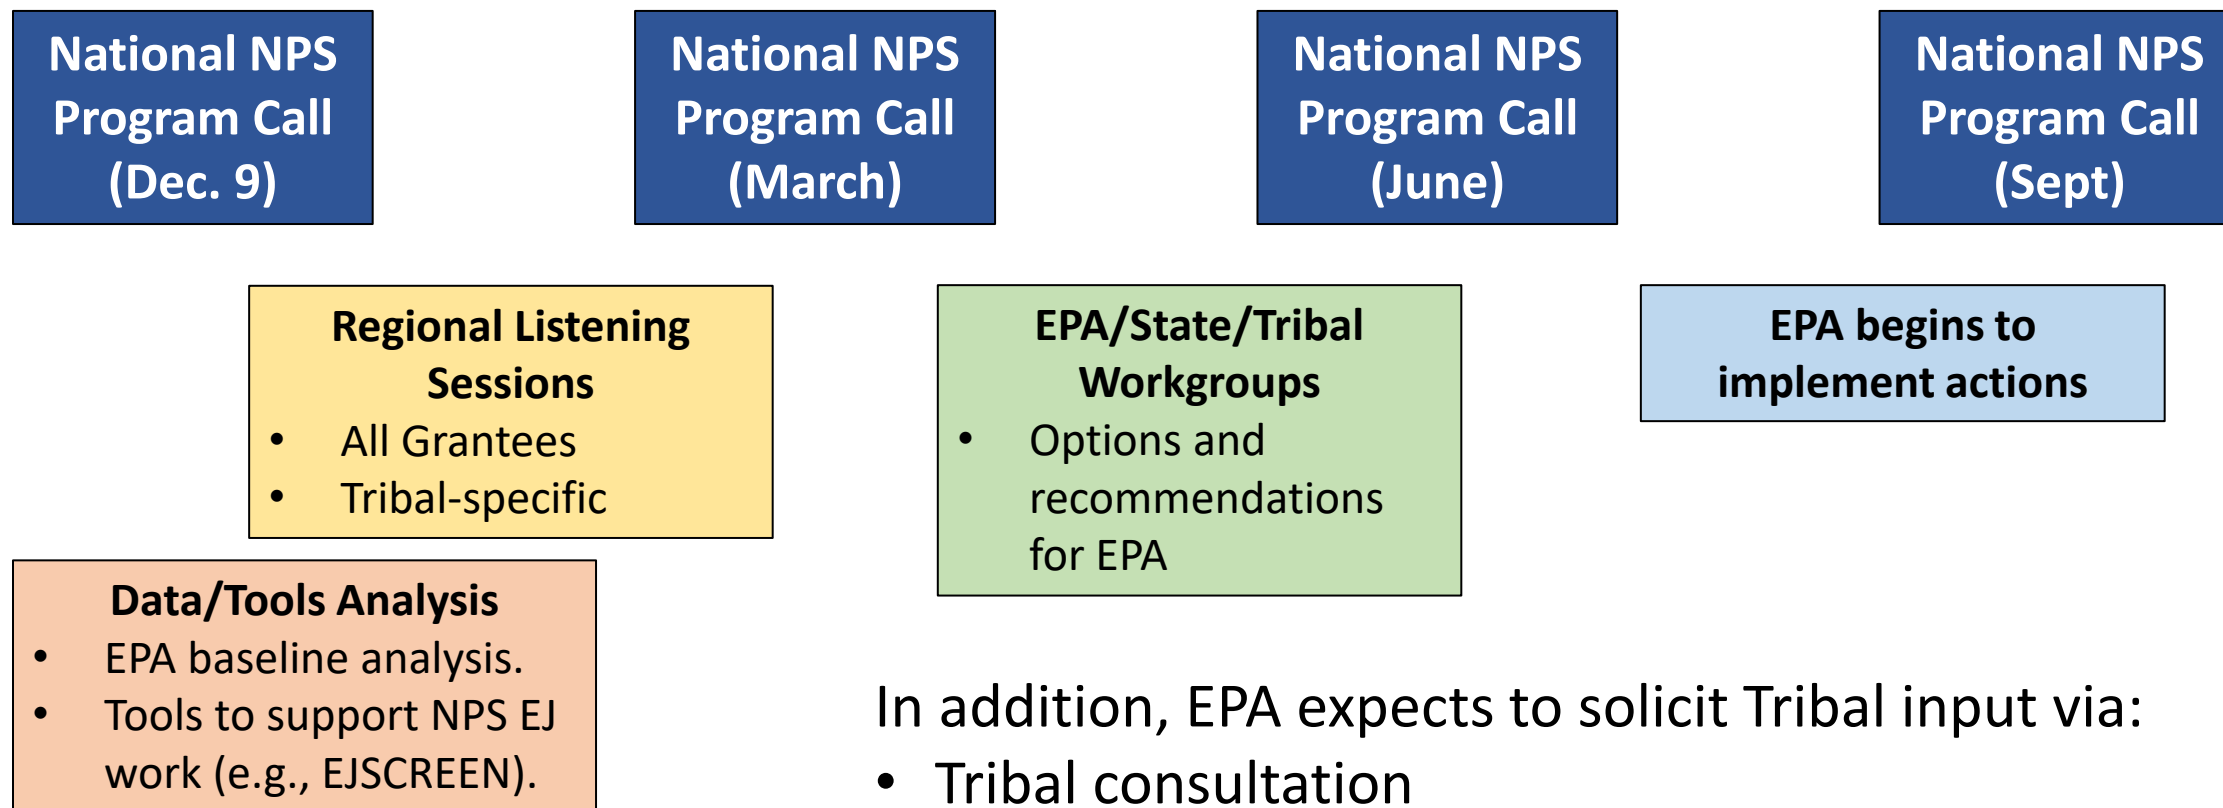 National NPS
Program Call
(Dec. 9)
National NPS
Program Call
(March)
National NPS
Program Call
(June)
National NPS
Program Call
(Sept)
Regional Listening
Sessions
• All Grantees
• Tribal-specific
EPA/State/Tribal
Workgroups
• Options and
recommendations
for EPA
EPA begins to
implement actions
Data/Tools Analysis
• EPA baseline analysis.
• Tools to support NPS EJ
work (e.g., EJSCREEN).
In addition, EPA expects to solicit Tribal input via:
• Tribal consultation